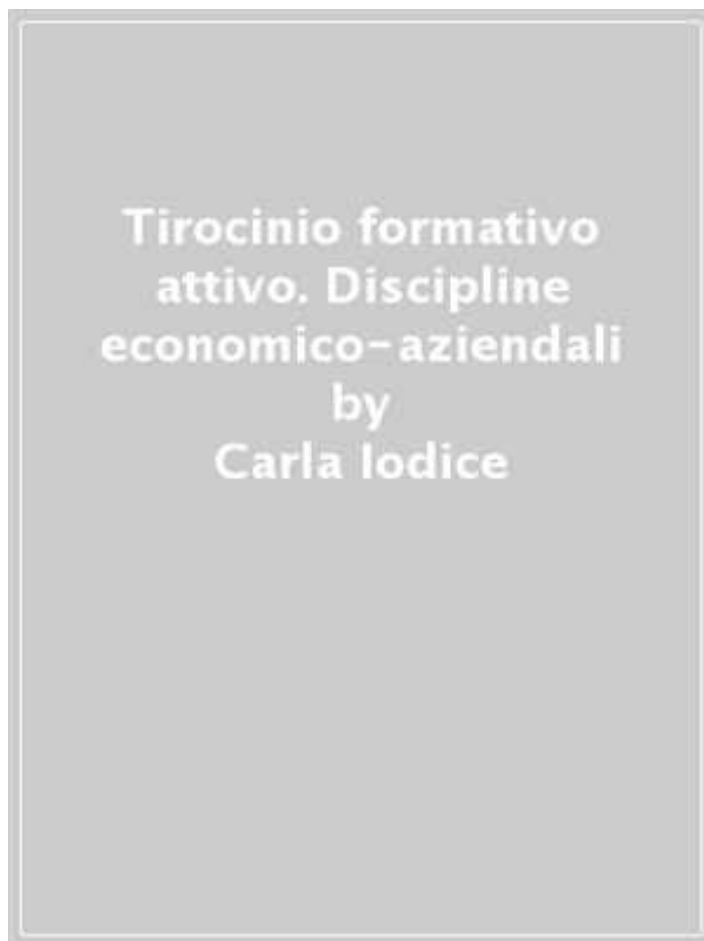 Tirocinio formativo
attivo. Discipline
economico-aziendali
by
Carla Iodice